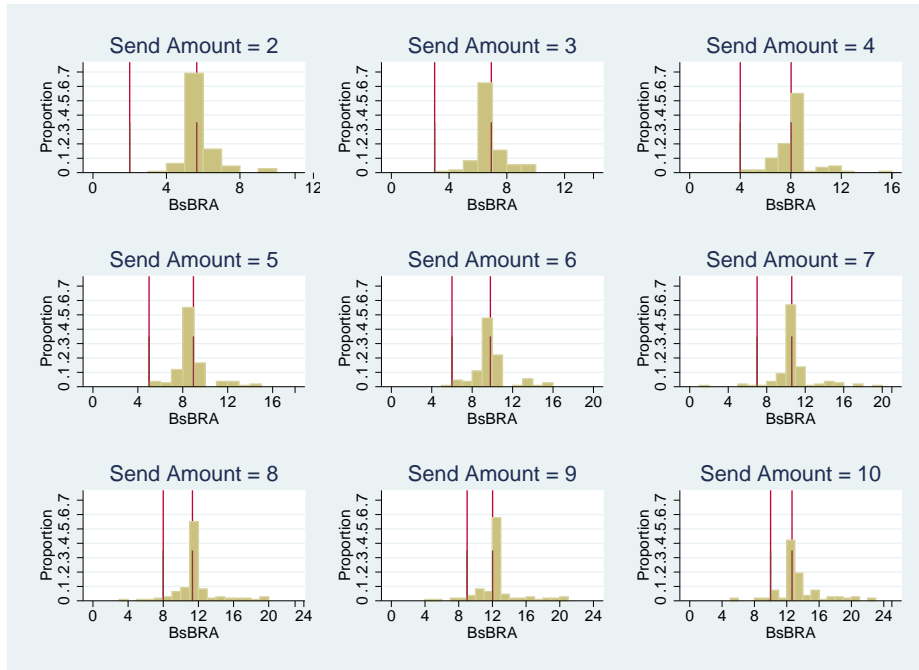 Send Amount = 2
Proportion
0 .1 .2 .3 .4 .5 .6 .7
0 4 8 12
BsBRA
Send Amount = 3
Proportion
0 .1 .2 .3 .4 .5 .6 .7
0 4 8 12
BsBRA
Send Amount = 4
Proportion
0 .1 .2 .3 .4 .5 .6 .7
0 4 8 12 16
BsBRA
Send Amount = 5
Proportion
0 .1 .2 .3 .4 .5 .6 .7
0 4 8 12 16
BsBRA
Send Amount = 6
Proportion
0 .1 .2 .3 .4 .5 .6 .7
0 4 8 12 16 20
BsBRA
Send Amount = 7
Proportion
0 .1 .2 .3 .4 .5 .6 .7
0 4 8 12 16 20
BsBRA
Send Amount = 8
Proportion
0 .1 .2 .3 .4 .5 .6 .7
0 4 8 12 16 20 24
BsBRA
Send Amount = 9
Proportion
0 .1 .2 .3 .4 .5 .6 .7
0 4 8 12 16 20 24
BsBRA
Send Amount = 10
Proportion
0 .1 .2 .3 .4 .5 .6 .7
0 4 8 12 16 20 24
BsBRA